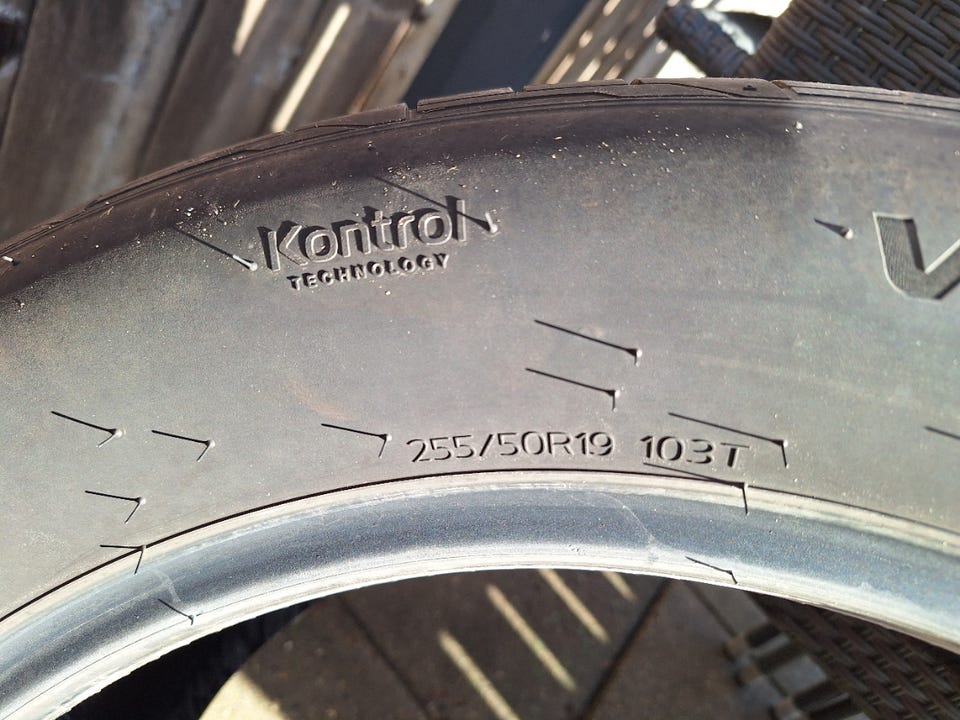 Kontrol
TECHNOLOGY
255/50R19 103T